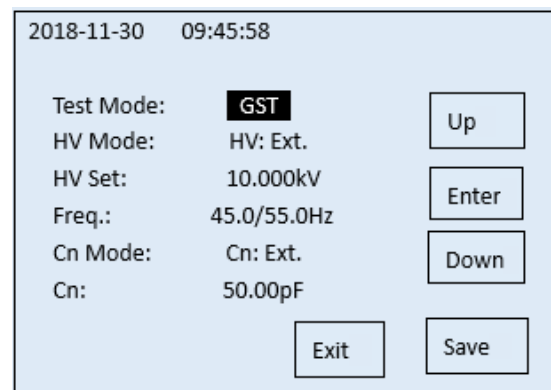 2018-11-30 09:45:58
Test Mode: GST
Up
HV Mode: HV: Ext.
HV Set: 10.000kV
Enter
Freq.: 45.0/55.0Hz
Cn Mode: Cn: Ext.
Down
Cn: 50.00pF
Exit
Save